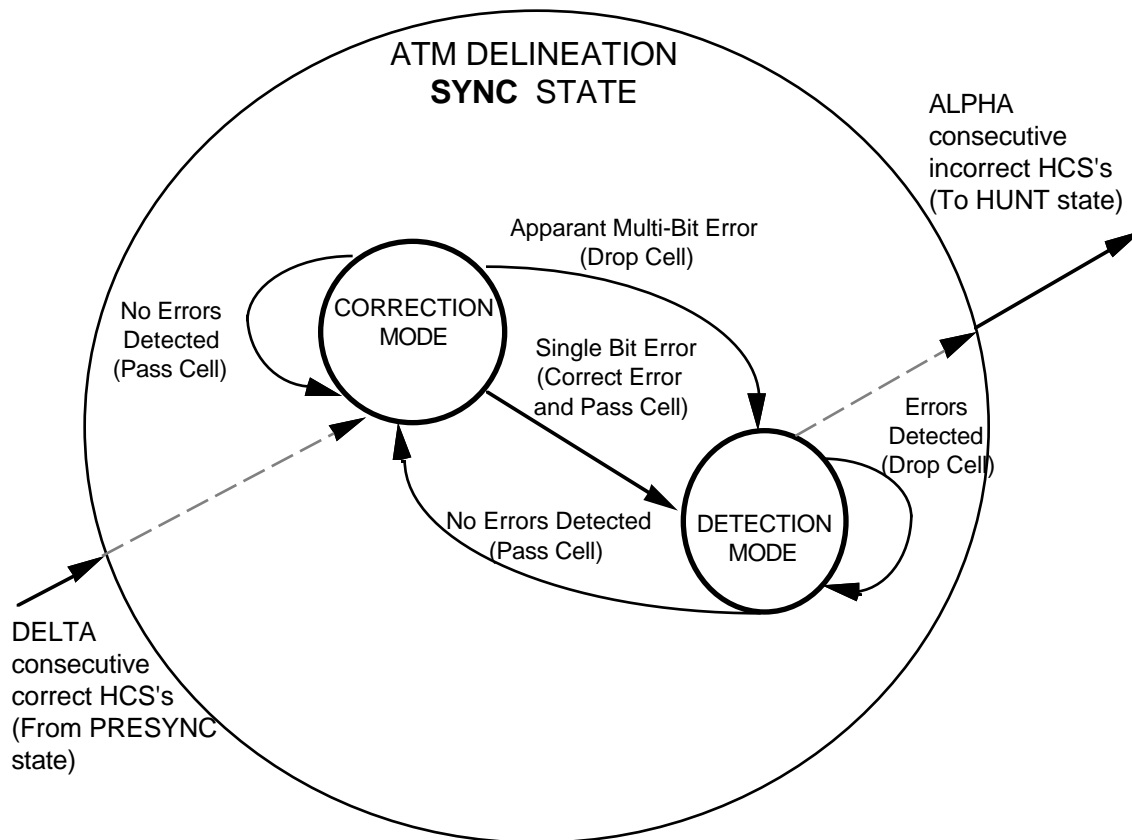 ATM DELINEATION
SYNC STATE
ALPHA
consecutive
incorrect HCS's
(To HUNT state)
Apparant Multi-Bit Error
(Drop Cell)
No Errors
Detected
(Pass Cell)
CORRECTION
MODE
Single Bit Error
(Correct Error
and Pass Cell)
Errors
Detected
(Drop Cell)
No Errors Detected
(Pass Cell)
DETECTION
MODE
DELTA
consecutive
correct HCS's
(From PRESYNC
state)